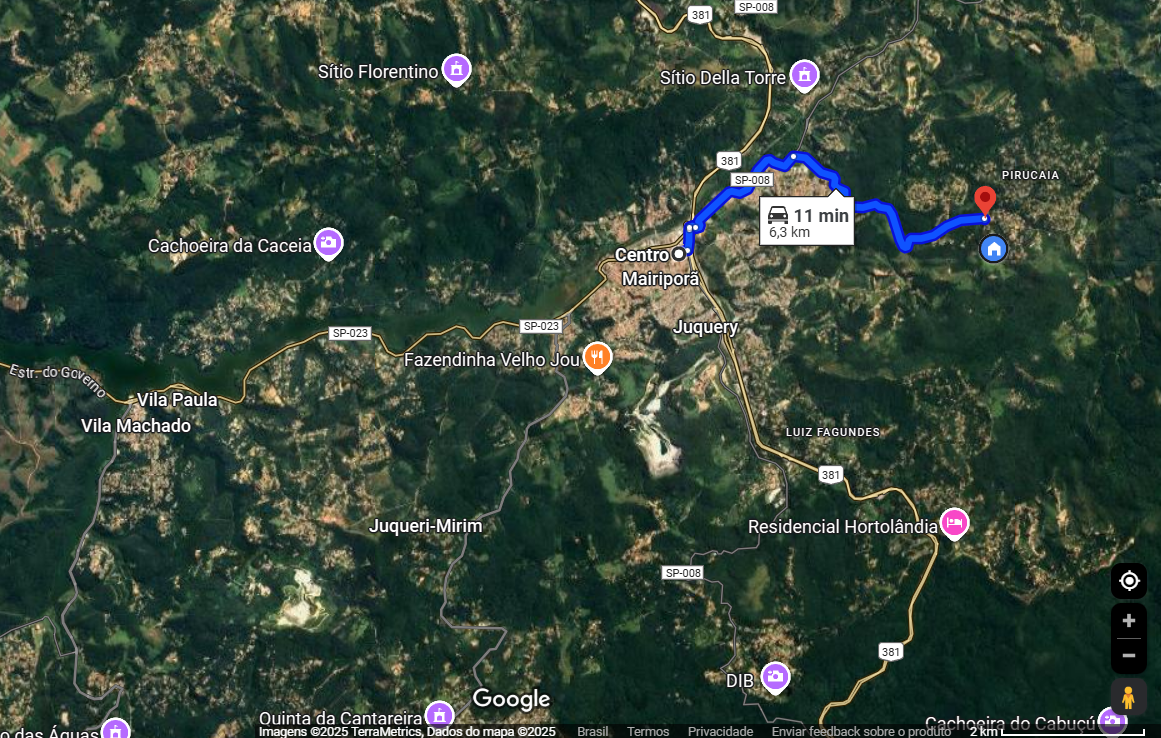 381
SP-008
Sítio Florentino
Sítio Della Torre
381
PIRUCAIA
SP-008
11 min
6,3 km
Cachoeira da Caceia
Centro
Mairiporã
SP-023
SP-023
Juquery
Fazendinha Velho Jou
Estr. do Governo
Vila Paula
Vila Machado
LUIZ FAGUNDES
381
Juqueri-Mirim
Residencial Hortolândia
SP-008
381
DIB
Google
Quinta da Cantareira
Cachoeira do Cabuçu
o das Águas
Imagens ©2025 TerraMetrics, Dados do mapa ©2025 Brasil Termos Privacidade Enviar feedback sobre o produto 2 km